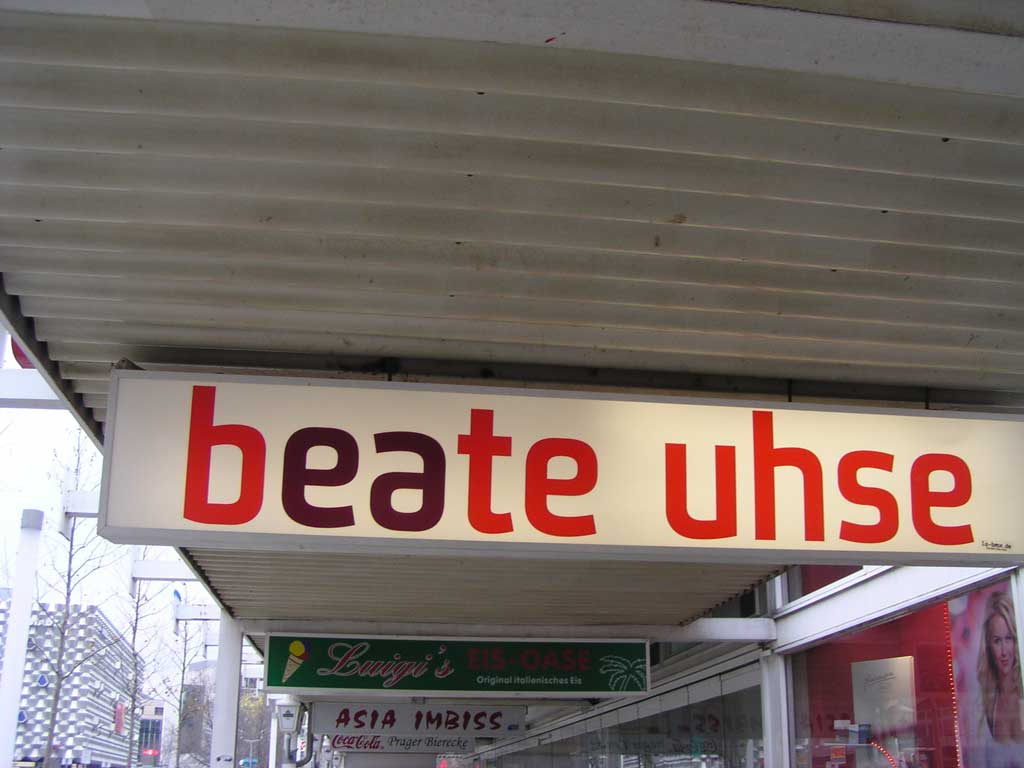 beate uhse
Luigi's EIS-OASE
Original italienisches Eis
ASIA IMBISS
Coca-Cola Prager Bierecke